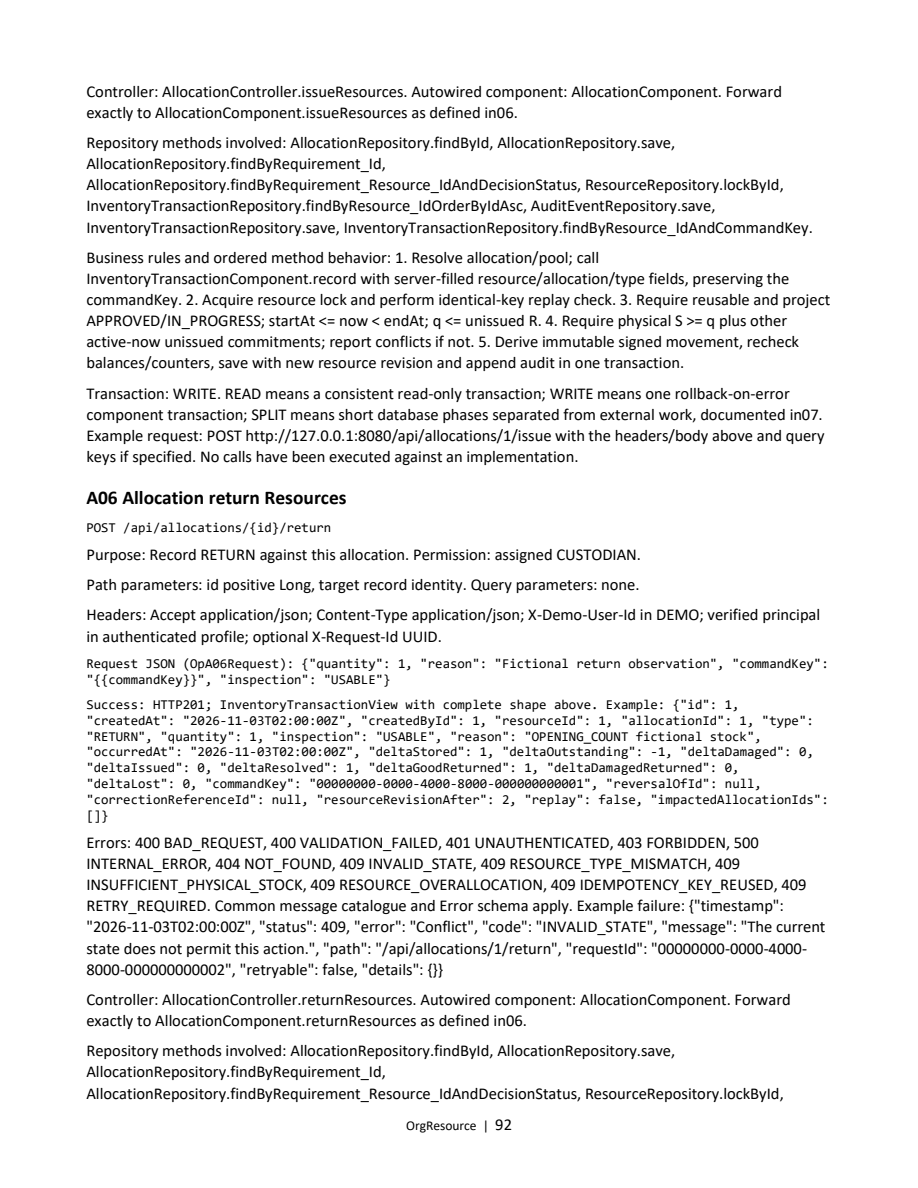 Controller: AllocationController.issueResources. Autowired component: AllocationComponent. Forward
exactly to AllocationComponent.issueResources as defined in06.
Repository methods involved: AllocationRepository.findById, AllocationRepository.save,
AllocationRepository.findByRequirement_Id,
AllocationRepository.findByRequirement_Resource_IdAndDecisionStatus, ResourceRepository.lockById,
InventoryTransactionRepository.findByResource_IdOrderByIdAsc, AuditEventRepository.save,
InventoryTransactionRepository.save, InventoryTransactionRepository.findByResource_IdAndCommandKey.
Business rules and ordered method behavior: 1. Resolve allocation/pool; call
InventoryTransactionComponent.record with server-filled resource/allocation/type fields, preserving the
commandKey. 2. Acquire resource lock and perform identical-key replay check. 3. Require reusable and project
APPROVED/IN_PROGRESS; startAt <= now < endAt; q <= unissued R. 4. Require physical S >= q plus other
active-now unissued commitments; report conflicts if not. 5. Derive immutable signed movement, recheck
balances/counters, save with new resource revision and append audit in one transaction.
Transaction: WRITE. READ means a consistent read-only transaction; WRITE means one rollback-on-error
component transaction; SPLIT means short database phases separated from external work, documented in07.
Example request: POST http://127.0.0.1:8080/api/allocations/1/issue with the headers/body above and query
keys if specified. No calls have been executed against an implementation.
A06 Allocation return Resources
POST /api/allocations/{id}/return
Purpose: Record RETURN against this allocation. Permission: assigned CUSTODIAN.
Path parameters: id positive Long, target record identity. Query parameters: none.
Headers: Accept application/json; Content-Type application/json; X-Demo-User-Id in DEMO; verified principal
in authenticated profile; optional X-Request-Id UUID.
Request JSON (OpA06Request): {"quantity": 1, "reason": "Fictional return observation", "commandKey":
"{{commandKey}}", "inspection": "USABLE"}
Success: HTTP201; InventoryTransactionView with complete shape above. Example: {"id": 1,
"createdAt": "2026-11-03T02:00:00Z", "createdById": 1, "resourceId": 1, "allocationId": 1, "type":
"RETURN", "quantity": 1, "inspection": "USABLE", "reason": "OPENING_COUNT fictional stock",
"occurredAt": "2026-11-03T02:00:00Z", "deltaStored": 1, "deltaOutstanding": -1, "deltaDamaged": 0,
"deltaIssued": 0, "deltaResolved": 1, "deltaGoodReturned": 1, "deltaDamagedReturned": 0,
"deltaLost": 0, "commandKey": "00000000-0000-4000-8000-000000000001", "reversalOfId": null,
"correctionReferenceId": null, "resourceRevisionAfter": 2, "replay": false, "impactedAllocationIds":
[]}
Errors: 400 BAD_REQUEST, 400 VALIDATION_FAILED, 401 UNAUTHENTICATED, 403 FORBIDDEN, 500
INTERNAL_ERROR, 404 NOT_FOUND, 409 INVALID_STATE, 409 RESOURCE_TYPE_MISMATCH, 409
INSUFFICIENT_PHYSICAL_STOCK, 409 RESOURCE_OVERALLOCATION, 409 IDEMPOTENCY_KEY_REUSED, 409
RETRY_REQUIRED. Common message catalogue and Error schema apply. Example failure: {"timestamp":
"2026-11-03T02:00:00Z", "status": 409, "error": "Conflict", "code": "INVALID_STATE", "message": "The current
state does not permit this action.", "path": "/api/allocations/1/return", "requestId": "00000000-0000-4000-
8000-000000000002", "retryable": false, "details": {}}
Controller: AllocationController.returnResources. Autowired component: AllocationComponent. Forward
exactly to AllocationComponent.returnResources as defined in06.
Repository methods involved: AllocationRepository.findById, AllocationRepository.save,
AllocationRepository.findByRequirement_Id,
AllocationRepository.findByRequirement_Resource_IdAndDecisionStatus, ResourceRepository.lockById,
OrgResource | 92